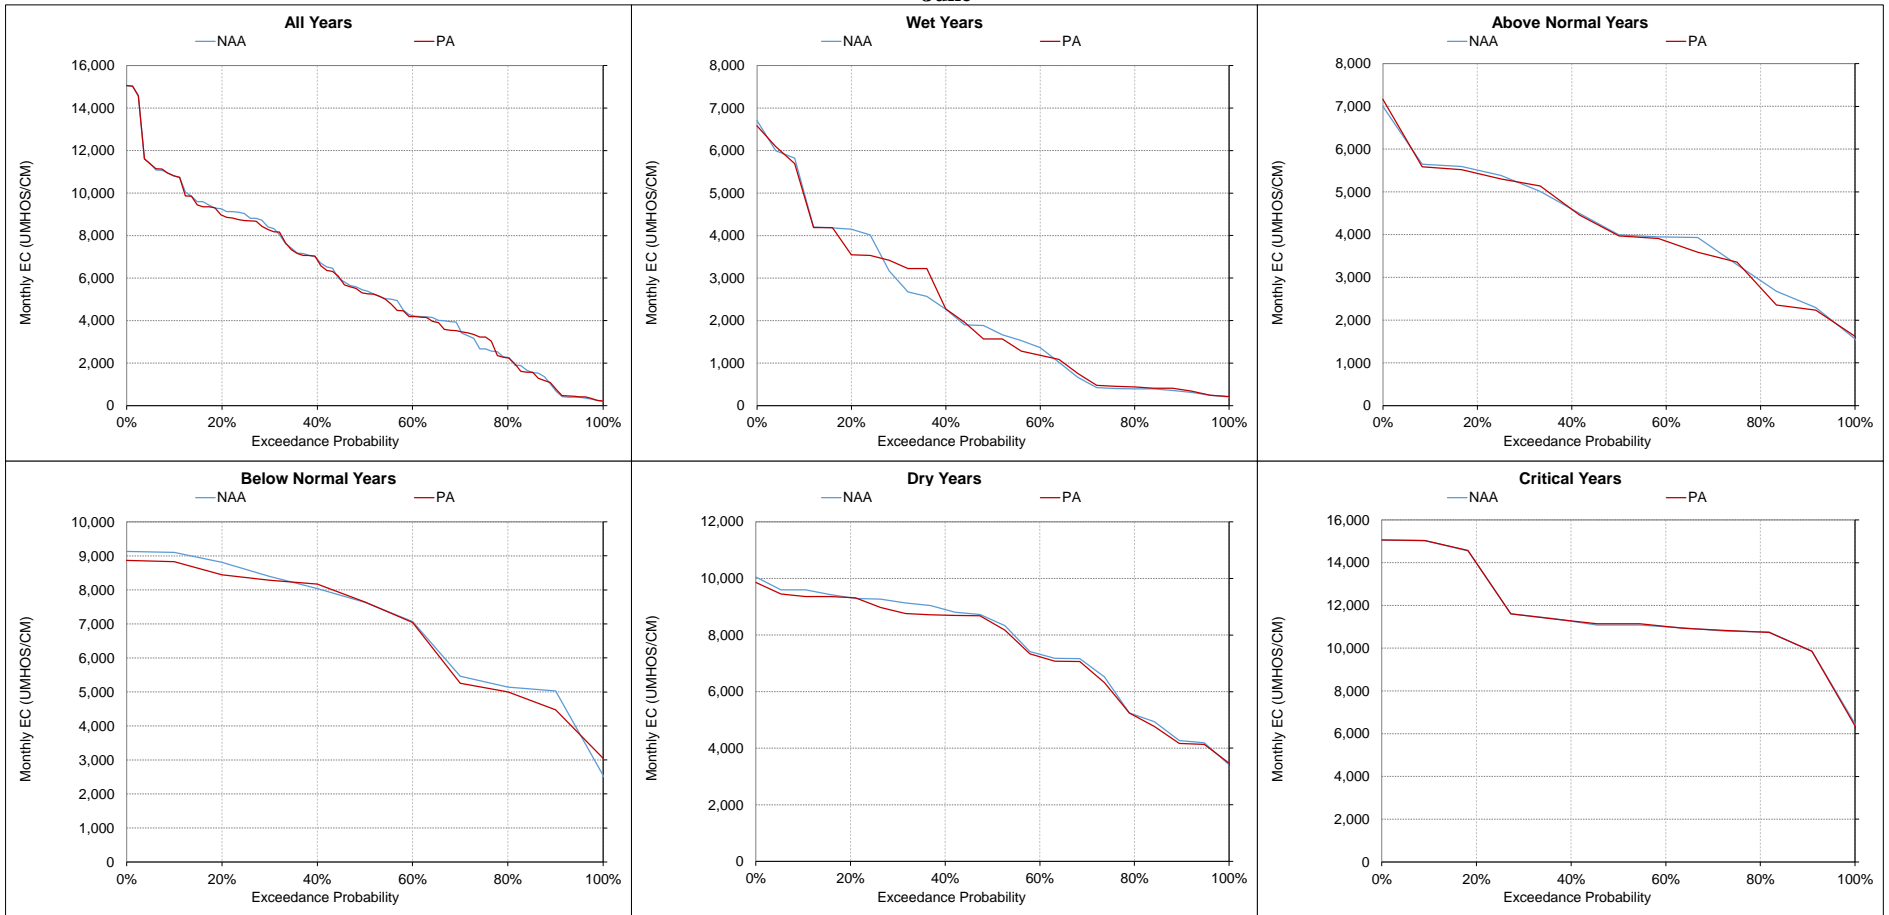 All Years
NAA PA
16,000
14,000
12,000
10,000
8,000
6,000
4,000
2,000
0
0% 20% 40% 60% 80% 100%
Monthly EC (UMHOS/CM)
Exceedance Probability
Wet Years
NAA PA
8,000
7,000
6,000
5,000
4,000
3,000
2,000
1,000
0
0% 20% 40% 60% 80% 100%
Monthly EC (UMHOS/CM)
Exceedance Probability
Above Normal Years
NAA PA
8,000
7,000
6,000
5,000
4,000
3,000
2,000
1,000
0
0% 20% 40% 60% 80% 100%
Monthly EC (UMHOS/CM)
Exceedance Probability
Below Normal Years
NAA PA
10,000
9,000
8,000
7,000
6,000
5,000
4,000
3,000
2,000
1,000
0
0% 20% 40% 60% 80% 100%
Monthly EC (UMHOS/CM)
Exceedance Probability
Dry Years
NAA PA
12,000
10,000
8,000
6,000
4,000
2,000
0
0% 20% 40% 60% 80% 100%
Monthly EC (UMHOS/CM)
Exceedance Probability
Critical Years
NAA PA
16,000
14,000
12,000
10,000
8,000
6,000
4,000
2,000
0
0% 20% 40% 60% 80% 100%
Monthly EC (UMHOS/CM)
Exceedance Probability